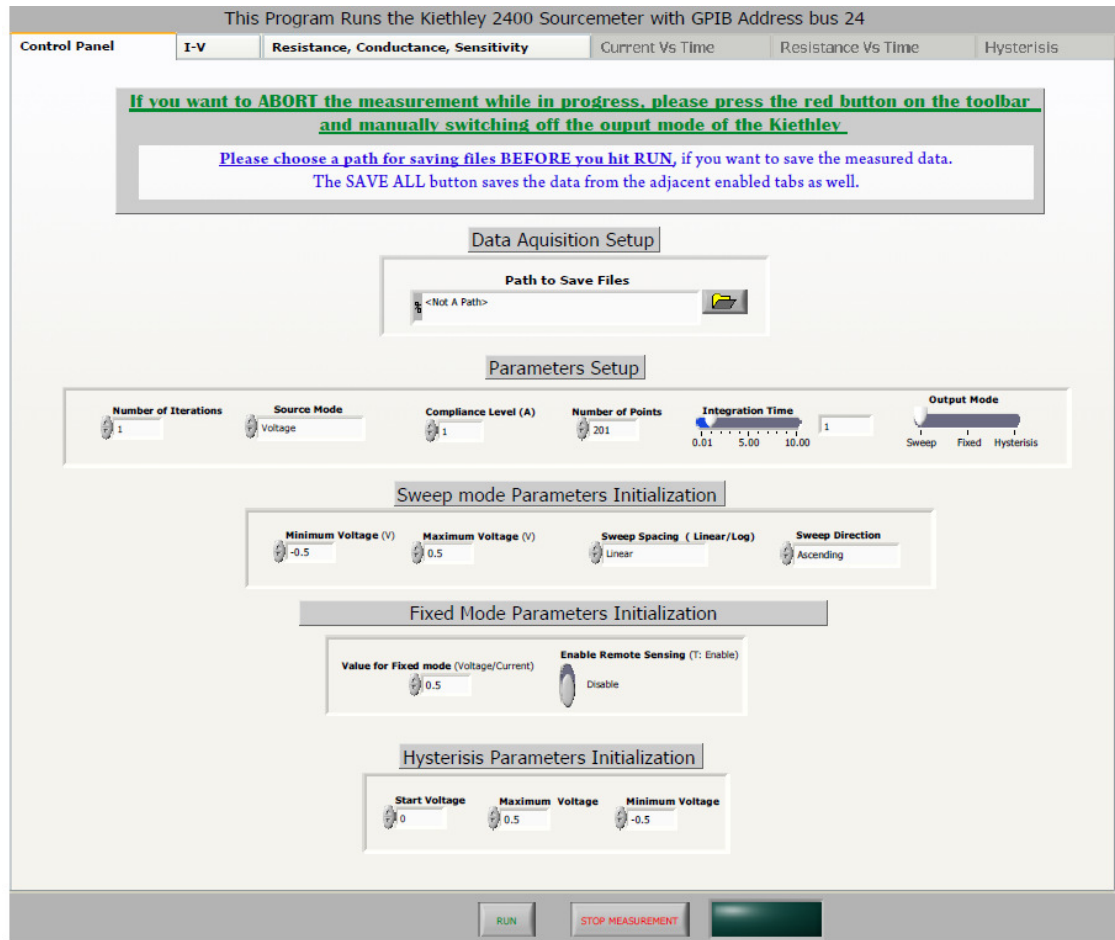 This Program Runs the Kiethley 2400 Sourcemeter with GPIB Address bus 24
Control Panel I-V Resistance, Conductance, Sensitivity Current Vs Time Resistance Vs Time Hysterisis
If you want to ABORT the measurement while in progress, please press the red button on the toolbar
and manually switching off the ouput mode of the Kiethley
Please choose a path for saving files BEFORE you hit RUN, if you want to save the measured data.
The SAVE ALL button saves the data from the adjacent enabled tabs as well.
Data Aquisition Setup
Path to Save Files
<Not A Path>
Parameters Setup
Number of Iterations Source Mode Compliance Level (A) Number of Points Integration Time Output Mode
1 Voltage 1 201 1
0.01 5.00 10.00 Sweep Fixed Hysterisis
Sweep mode Parameters Initialization
Minimum Voltage (V) Maximum Voltage (V) Sweep Spacing ( Linear/Log) Sweep Direction
-0.5 0.5 Linear Ascending
Fixed Mode Parameters Initialization
Value for Fixed mode (Voltage/Current) Enable Remote Sensing (T: Enable)
0.5 Disable
Hysterisis Parameters Initialization
Start Voltage Maximum Voltage Minimum Voltage
0 0.5 -0.5
RUN STOP MEASUREMENT